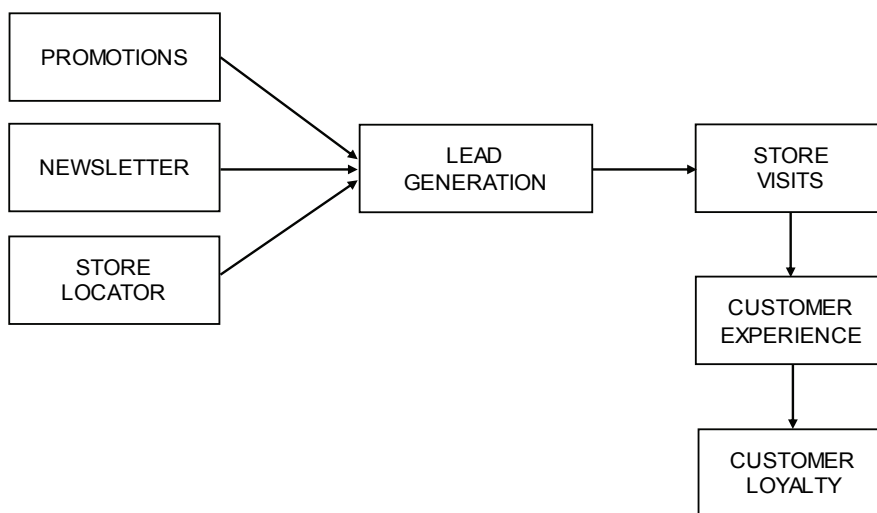 PROMOTIONS
NEWSLETTER
STORE
LOCATOR
LEAD
GENERATION
STORE
VISITS
CUSTOMER
EXPERIENCE
CUSTOMER
LOYALTY